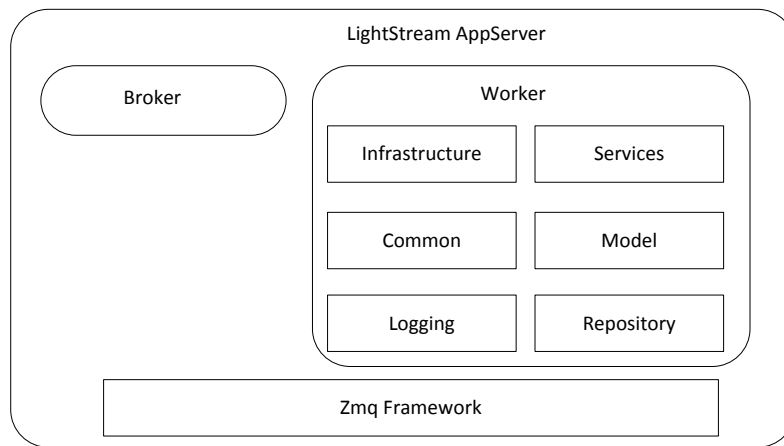 LightStream AppServer
Broker
Worker
Infrastructure
Services
Common
Model
Logging
Repository
Zmq Framework